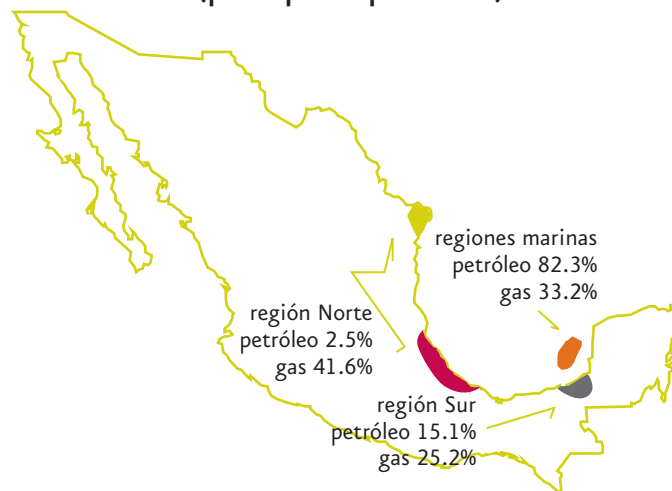 regiones marinas
petróleo 82.3%
gas 33.2%
región Norte
petróleo 2.5%
gas 41.6%
región Sur
petróleo 15.1%
gas 25.2%